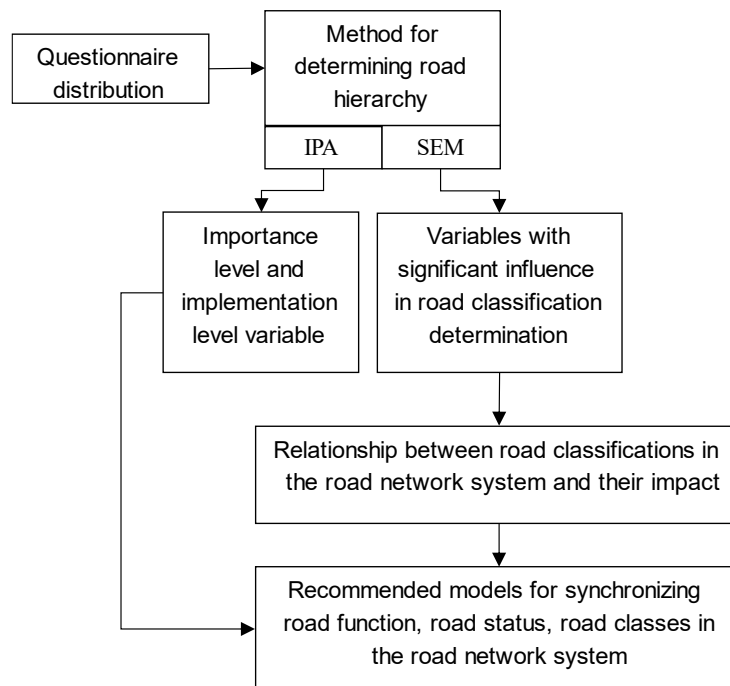 Questionnaire
distribution
Method for
determining road
hierarchy
IPA
SEM
Importance
level and
implementation
level variable
Variables with
significant influence
in road classification
determination
Relationship between road classifications in
the road network system and their impact
Recommended models for synchronizing
road function, road status, road classes in
the road network system